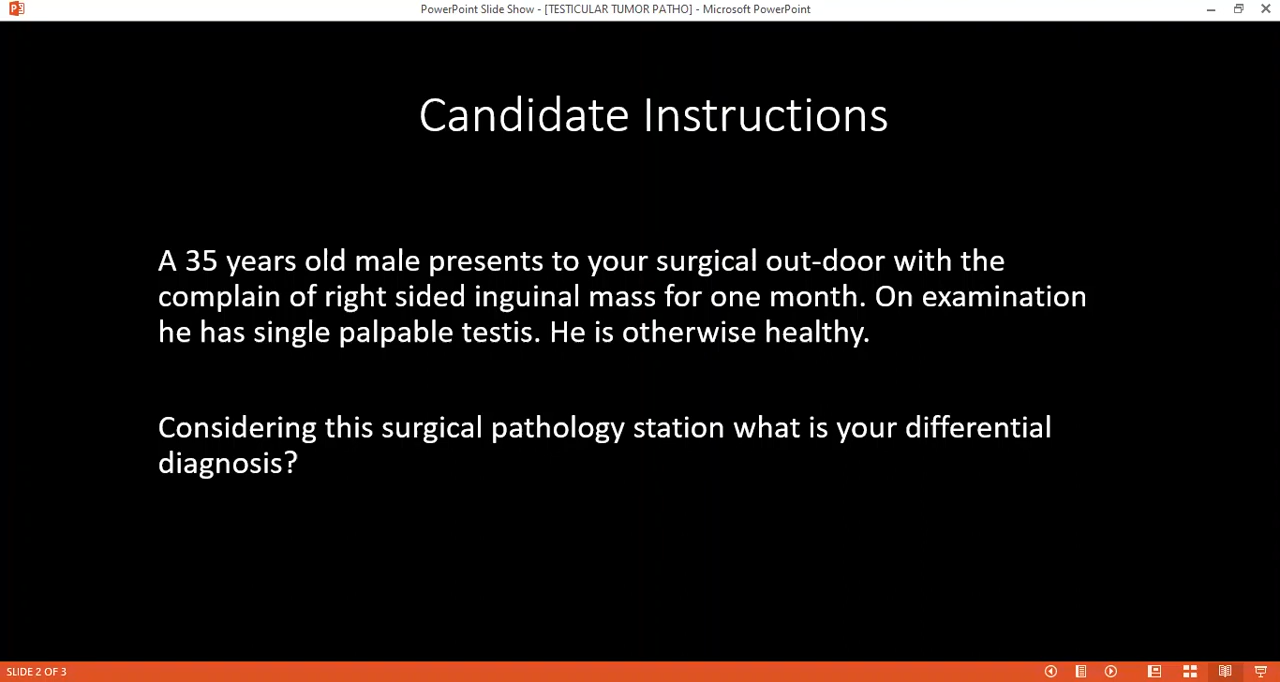 PowerPoint Slide Show - [TESTICULAR TUMOR PATHO] - Microsoft PowerPoint
Candidate Instructions
A 35 years old male presents to your surgical out-door with the
complain of right sided inguinal mass for one month. On examination
he has single palpable testis. He is otherwise healthy.
Considering this surgical pathology station what is your differential
diagnosis?
SLIDE 2 OF 3